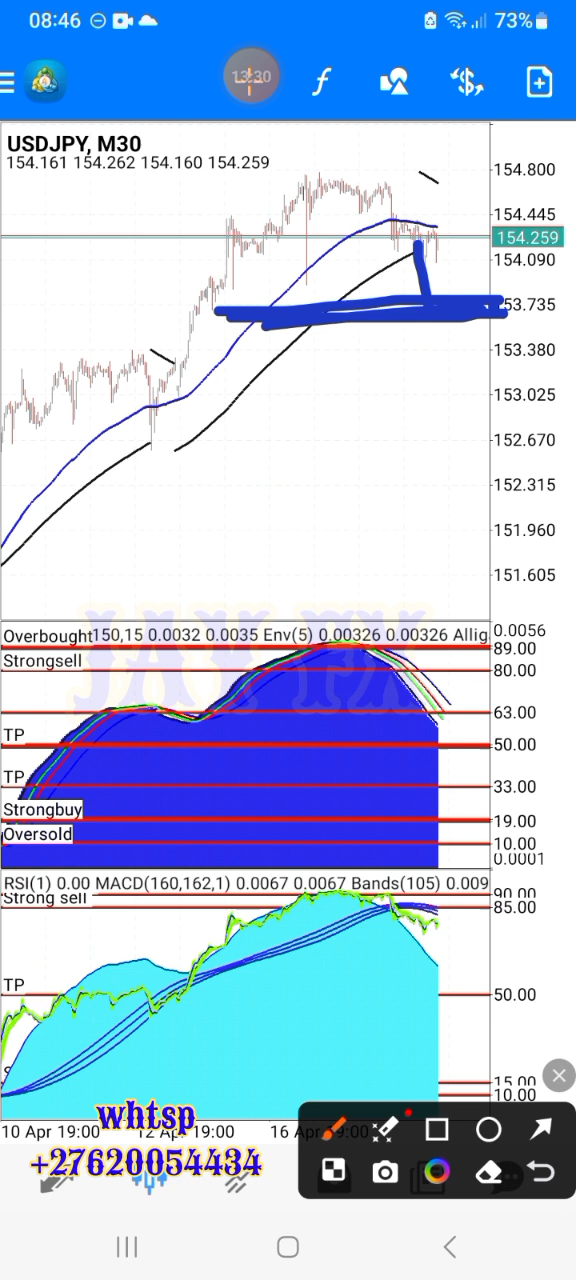 08:46
73%
13:30
USDJPY, M30
154.161 154.262 154.160 154.259
154.800
154.445
154.259
154.090
53.735
153.380
153.025
152.670
152.315
151.960
151.605
JAY FX
Overbought150,15 0.0032 0.0035 Env(5) 0.00326 0.00326 Allig
0.0056
89.00
Strongsell
80.00
63.00
TP
50.00
TP
33.00
Strongbuy
19.00
Oversold
10.00
0.0001
RSI(1) 0.00 MACD(160,162,1) 0.0067 0.0067 Bands(105) 0.009
90.00
Strong sell
85.00
TP
50.00
15.00
10.00
whtsp
10 Apr 19:00 12 Apr 19:00 16 Apr 19:00
+27620054434